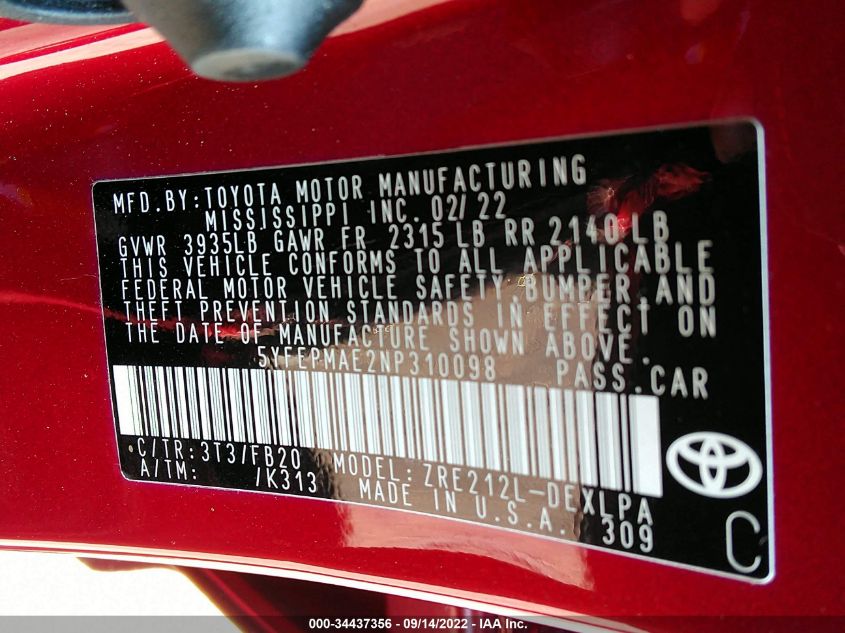 MFD.BY:TOYOTA MOTOR MANUFACTURING
MISSISSIPPI INC. 02/22
GVWR 3935LB GAWR FR 2315 LB RR 2140 LB
THIS VEHICLE CONFORMS TO ALL APPLICABLE
FEDERAL MOTOR VEHICLE SAFETY,BUMPER,AND
THEFT PREVENTION STANDARDS IN EFFECT ON
THE DATE OF MANUFACTURE SHOWN ABOVE.
5YFEPMAE2NP310098 PASS.CAR
C/TR: 3T3/FB20 MODEL: ZRE212L-DEXLPA
A/TM: /K313 MADE IN U.S.A. 309
C
000-34437356 - 09/14/2022 - IAA Inc.